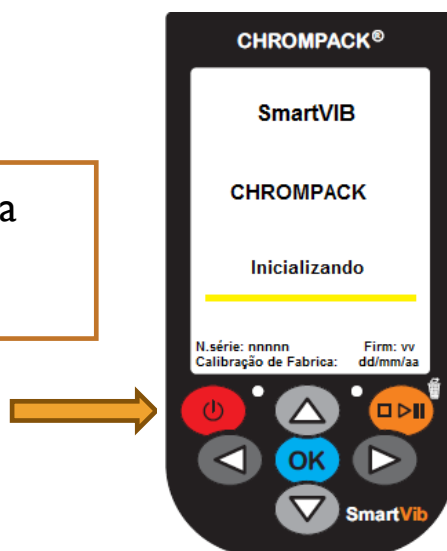 CHROMPACK®
SmartVIB
CHROMPACK
a
Inicializando
N.série: nnnnn Firm: vv
Calibração de Fabrica: dd/mm/aa
OK
SmartVib